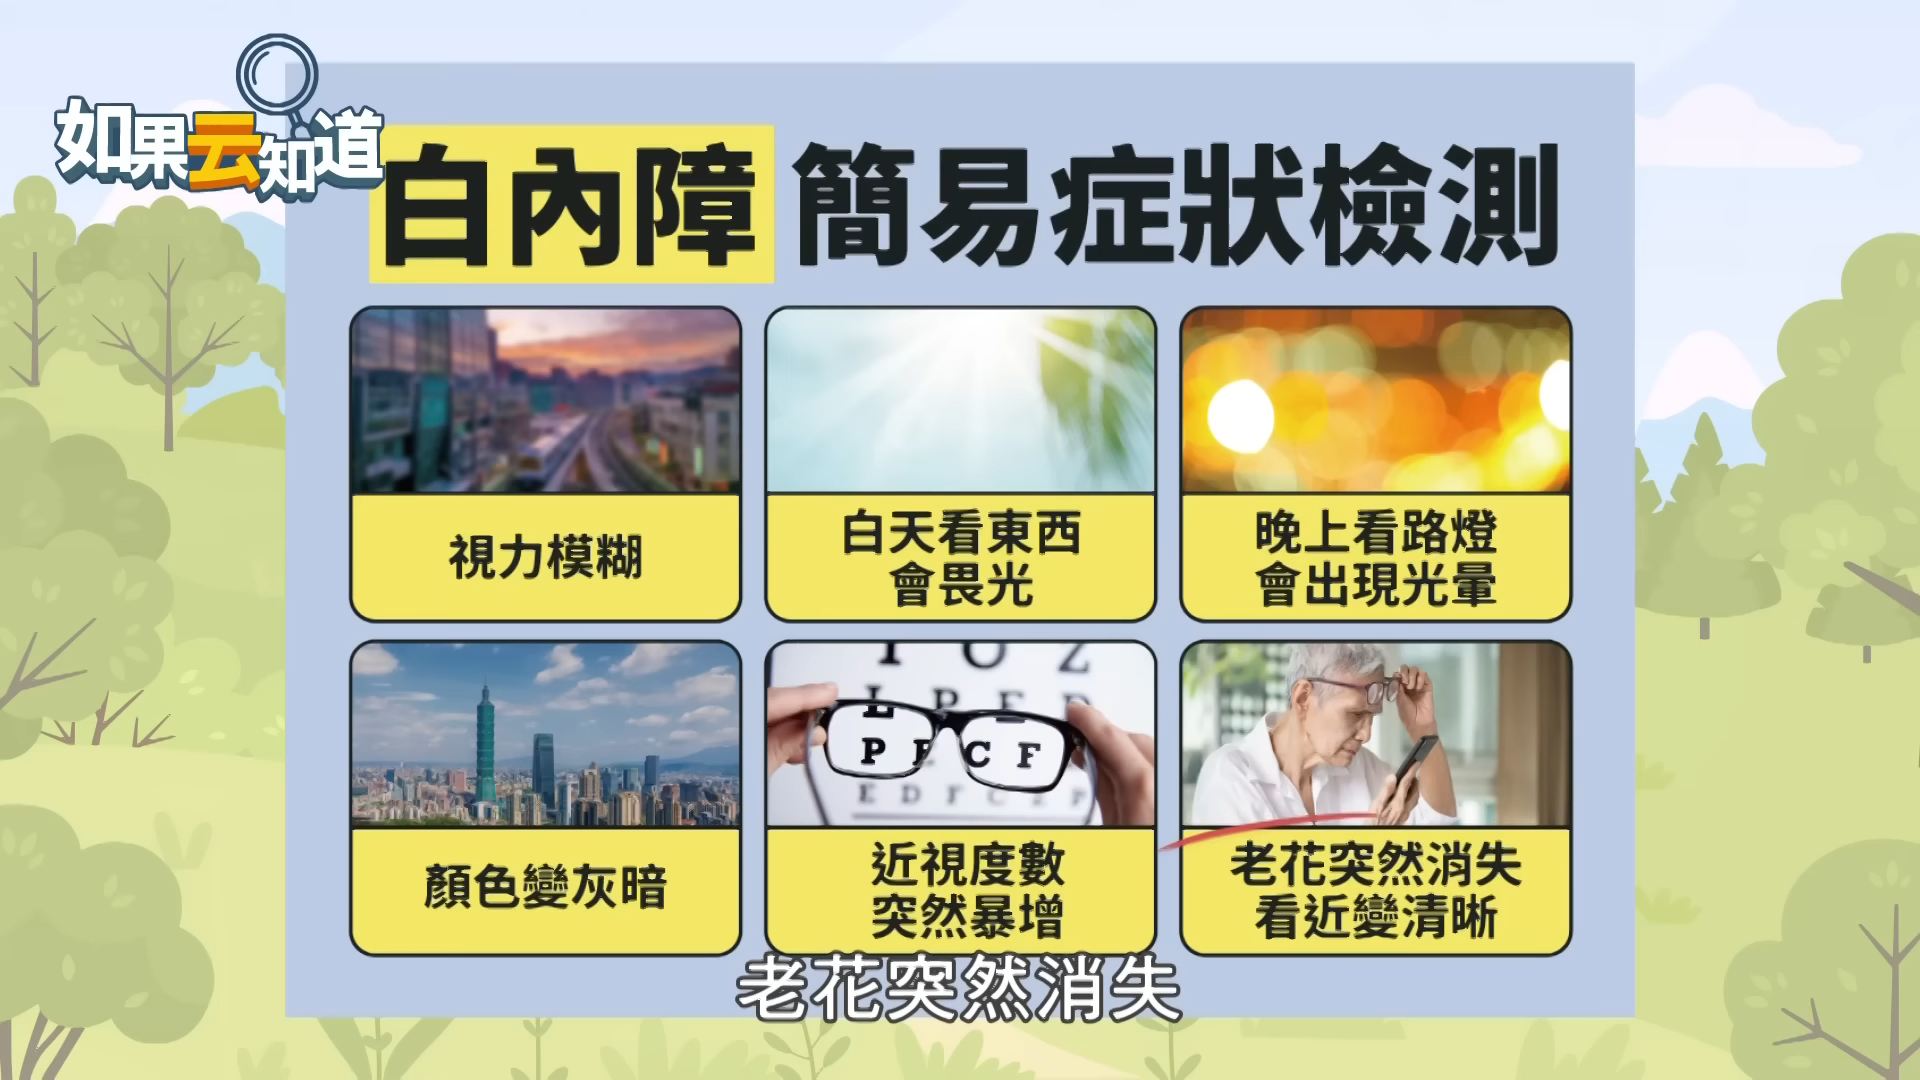 如果云知道
白內障 簡易症狀檢測
視力模糊
白天看東西
會畏光
晚上看路燈
會出現光暈
顏色變灰暗
T O Z
L P E D
P E C F
E D F C Z P
近視度數
突然暴增
老花突然消失
看近變清晰
老花突然消失